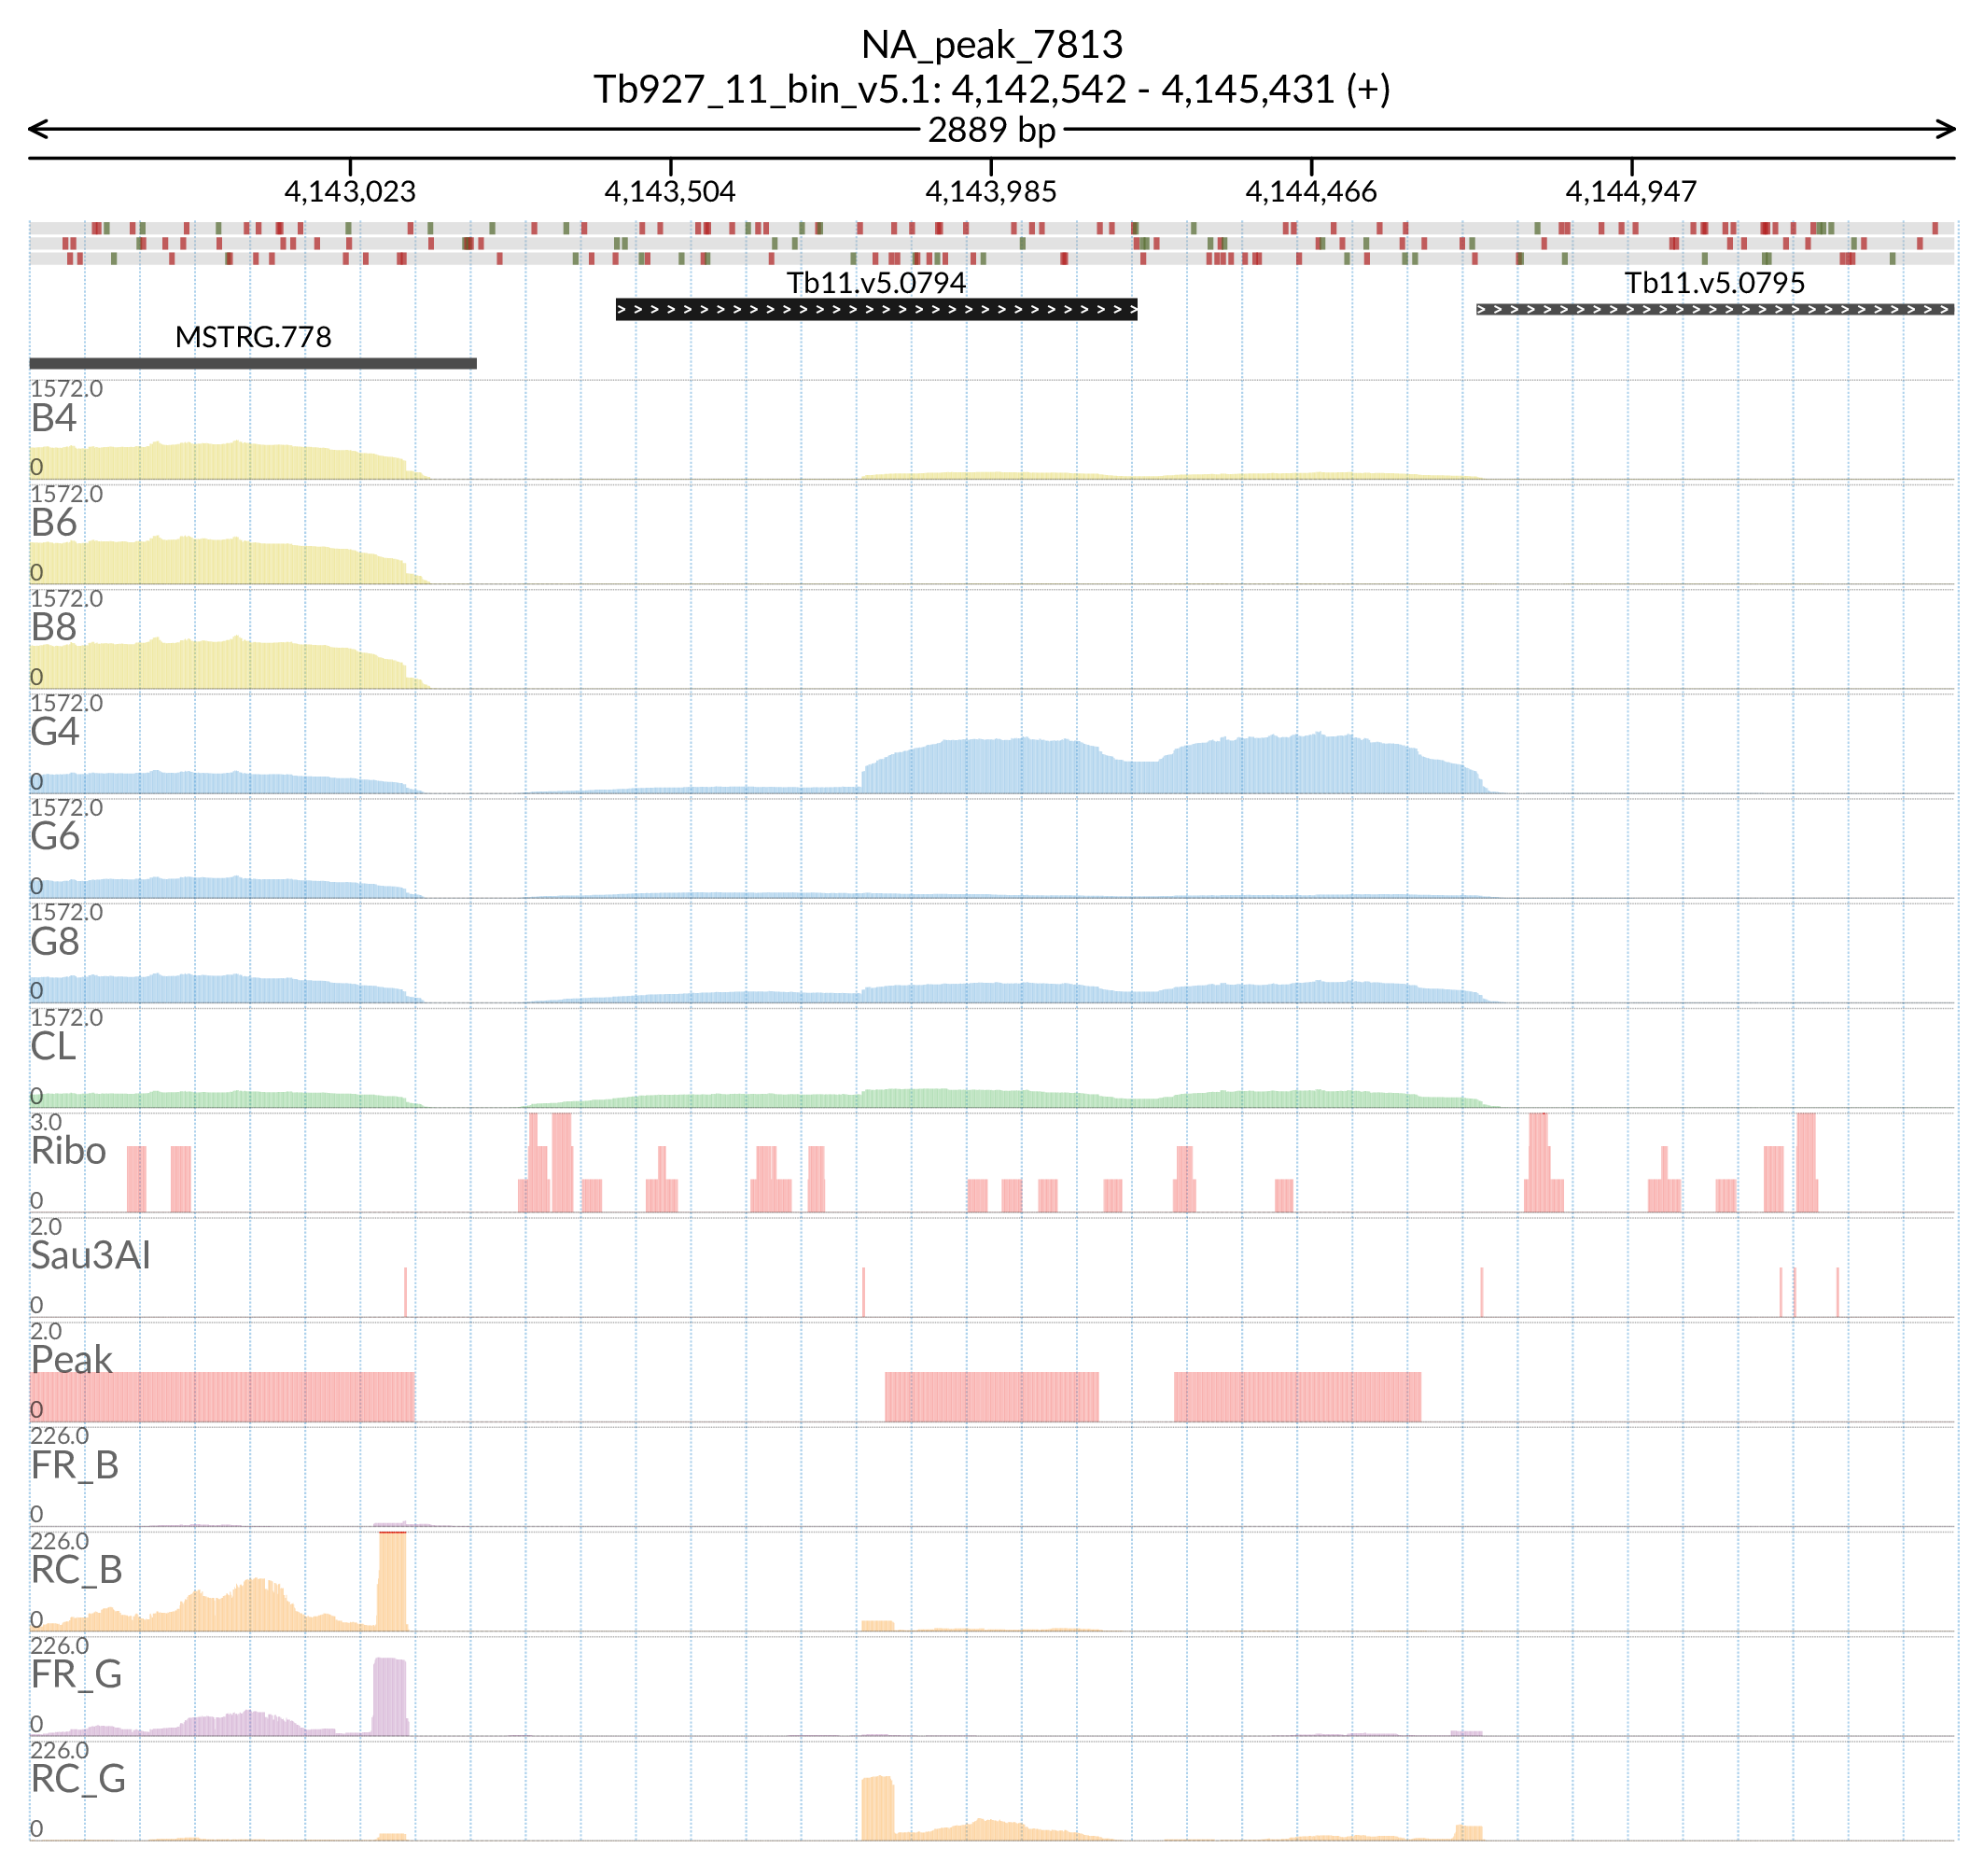 NA_peak_7813
Tb927_11_bin_v5.1: 4,142,542 - 4,145,431 (+)
2889 bp
4,143,023 4,143,504 4,143,985 4,144,466 4,144,947
Tb11.v5.0794 Tb11.v5.0795
MSTRG.778
1572.0
B4
0
1572.0
B6
0
1572.0
B8
0
1572.0
G4
0
1572.0
G6
0
1572.0
G8
0
1572.0
CL
0
3.0
Ribo
0
2.0
Sau3AI
0
2.0
Peak
0
226.0
FR_B
0
226.0
RC_B
0
226.0
FR_G
0
226.0
RC_G
0